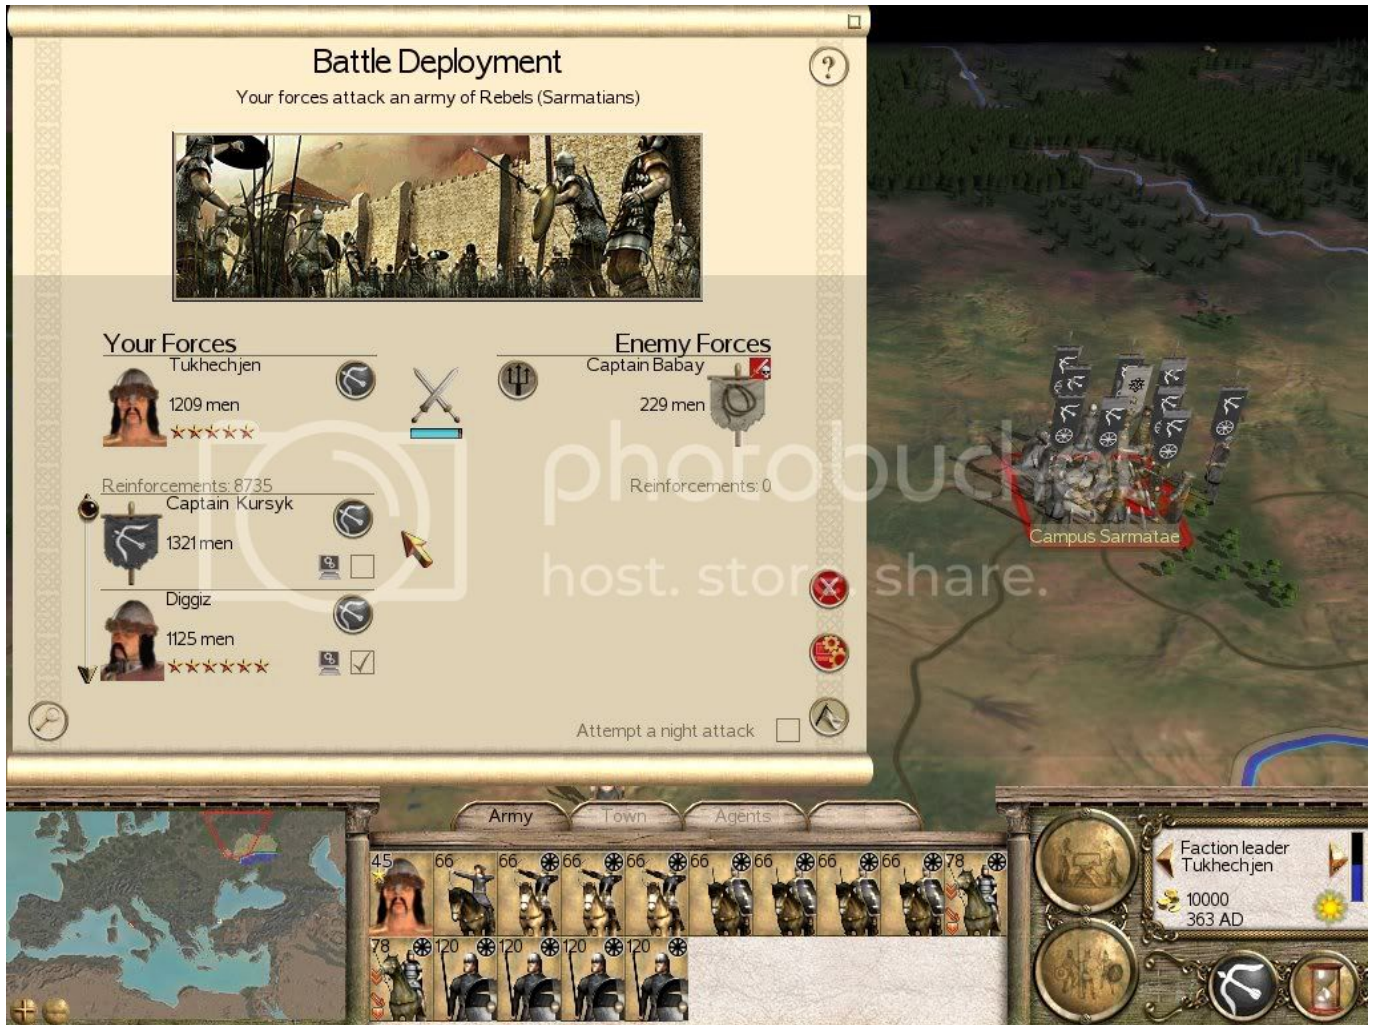 Battle Deployment
Your forces attack an army of Rebels (Sarmatians)
?
Your Forces
Enemy Forces
Tukhechjen
Captain Babay
1209 men
229 men
Reinforcements: 8735
Reinforcements: 0
Captain Kursyk
1321 men
Diggiz
1125 men
Attempt a night attack
photobucket
host. store. share.
Campus Sarmatae
Army
Town
Agents
45
66
66
66
66
66
66
66
66
78
78
120
120
120
120
Faction leader
Tukhechjen
10000
363 AD